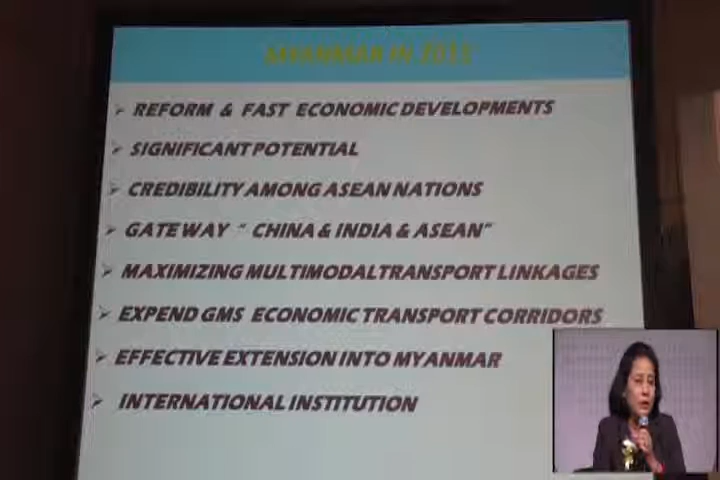 MYANMAR IN
REFORM & FAST ECONOMIC DEVELOPMENTS
SIGNIFICANT POTENTIAL
CREDIBILITY AMONG ASEAN NATIONS
GATEWAY " CHINA & INDIA & ASEAN"
MAXIMIZING MULTIMODAL TRANSPORT LINKAGES
EXPEND GMS ECONOMIC TRANSPORT CORRIDORS
EFFECTIVE EXTENSION INTO MYANMAR
INTERNATIONAL INSTITUTION